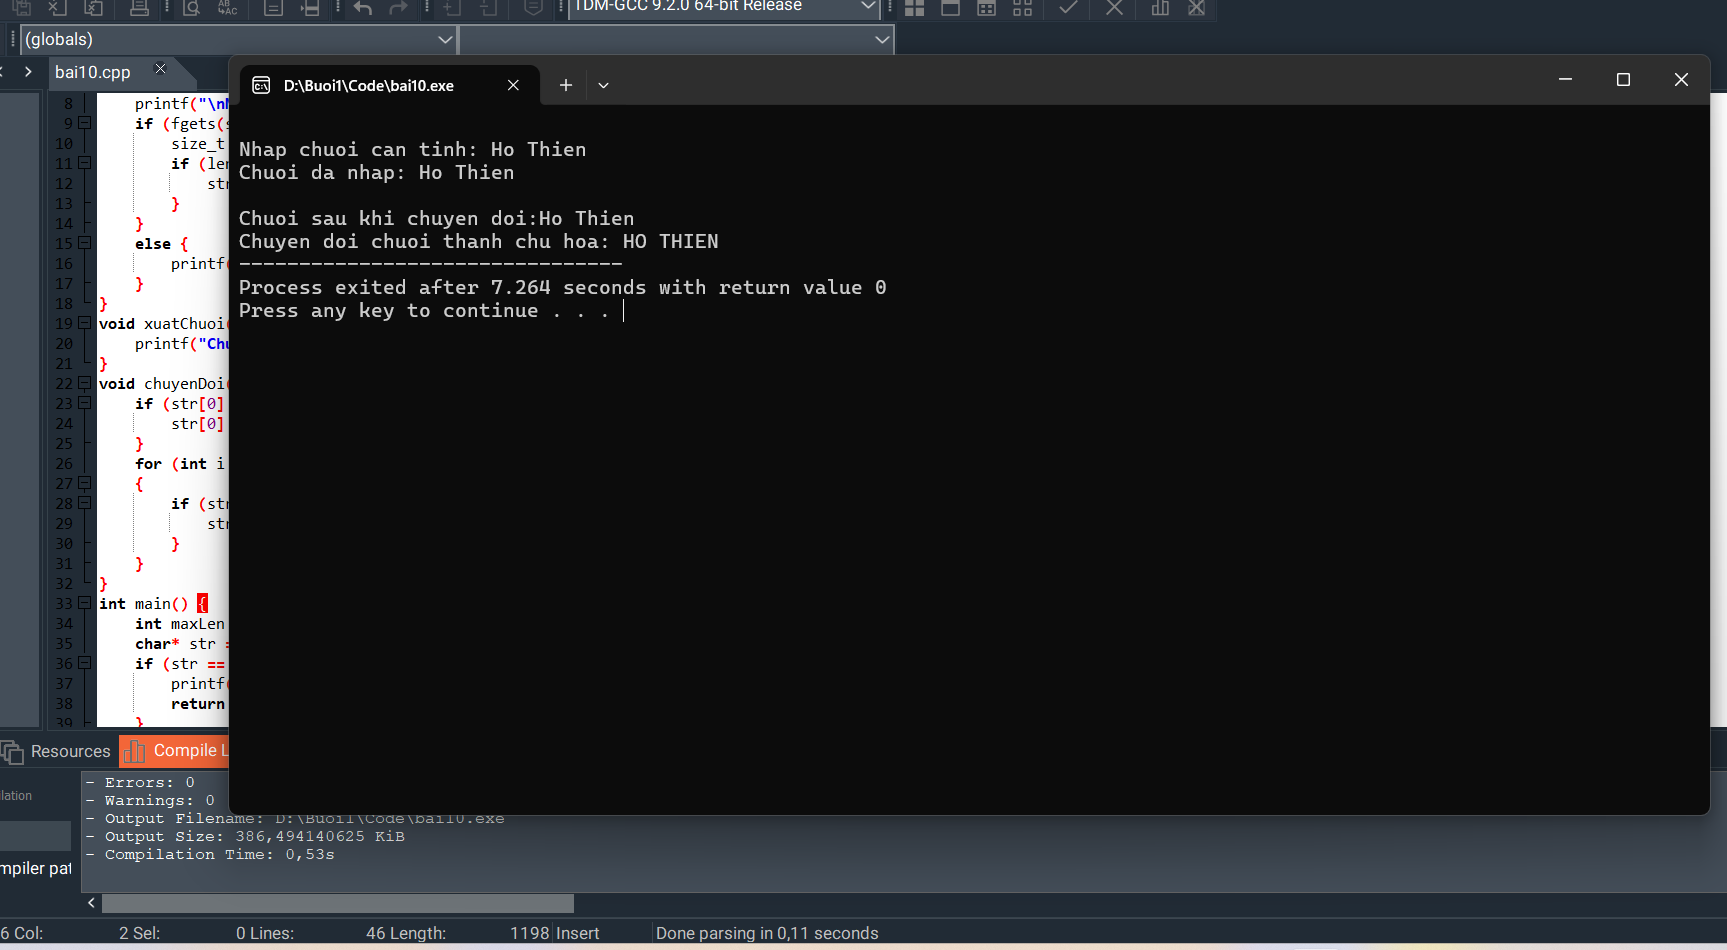 TDM-GCC 9.2.0 64-bit Release
(globals)
bai10.cpp
D:\Buoi1\Code\bai10.exe
Nhap chuoi can tinh: Ho Thien
Chuoi da nhap: Ho Thien
Chuoi sau khi chuyen doi:Ho Thien
Chuyen doi chuoi thanh chu hoa: HO THIEN
--------------------------------
Process exited after 7.264 seconds with return value 0
Press any key to continue . . .
8 printf("\n
9 if (fgets(
10 size_t
11 if (len
12 str
13 }
14 }
15 else {
16 printf(
17 }
18 }
19 void xuatChuoi(
20 printf("Chu
21 }
22 void chuyenDoi(
23 if (str[0]
24 str[0]
25 }
26 for (int i
27 {
28 if (str
29 str
30 }
31 }
32 }
33 int main() {
34 int maxLen
35 char* str =
36 if (str ==
37 printf(
38 return
39 }
Resources
Compile L
lation
mpiler pat
- Errors: 0
- Warnings: 0
- Output Filename: D:\Buoi1\Code\bai10.exe
- Output Size: 386,494140625 KiB
- Compilation Time: 0,53s
6 Col: 2 Sel: 0 Lines: 46 Length: 1198 Insert Done parsing in 0,11 seconds